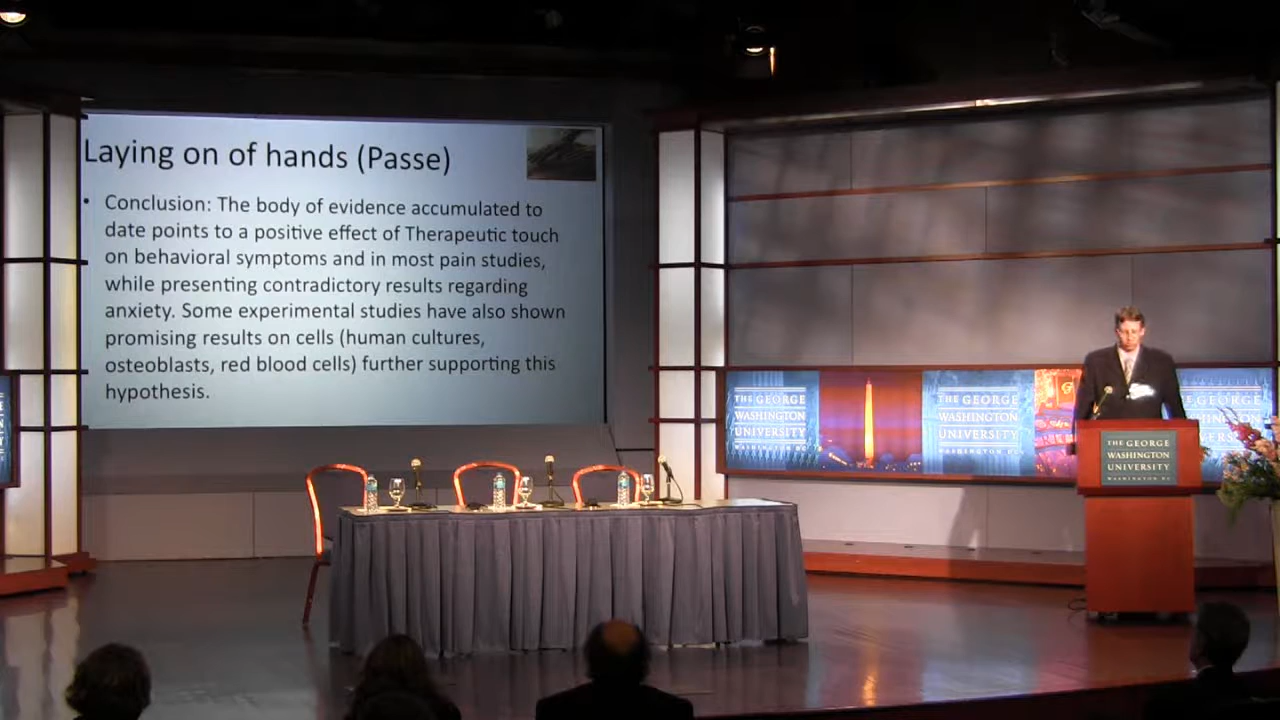 Laying on of hands (Passe)
• Conclusion: The body of evidence accumulated to
date points to a positive effect of Therapeutic touch
on behavioral symptoms and in most pain studies,
while presenting contradictory results regarding
anxiety. Some experimental studies have also shown
promising results on cells (human cultures,
osteoblasts, red blood cells) further supporting this
hypothesis.
THE GEORGE
WASHINGTON
UNIVERSITY
WASHINGTON DC
THE GEORGE
WASHINGTON
UNIVERSITY
WASHINGTON DC
GEORGE
THE GEORGE
WASHINGTON
UNIVERSITY
WASHINGTON DC